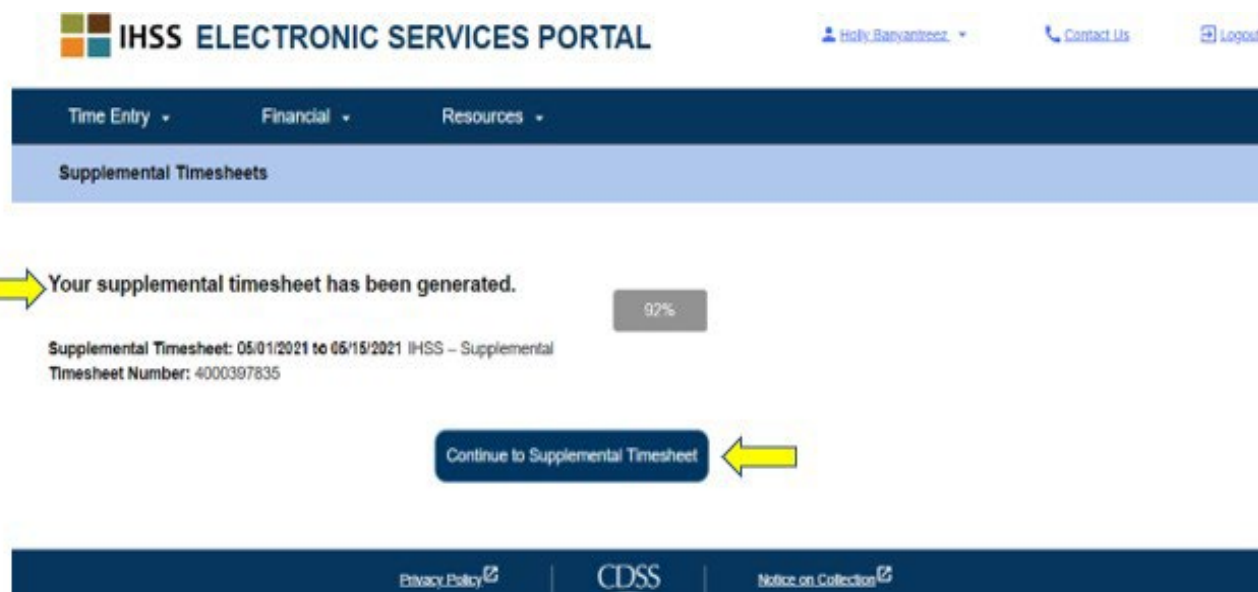 IHSS ELECTRONIC SERVICES PORTAL
Holly Banyantreez
Contact Us
Logout
Time Entry
Financial
Resources
Supplemental Timesheets
Your supplemental timesheet has been generated.
92%
Supplemental Timesheet: 05/01/2021 to 05/15/2021 IHSS – Supplemental
Timesheet Number: 4000397835
Continue to Supplemental Timesheet
Privacy Policy
CDSS
Notice on Collection